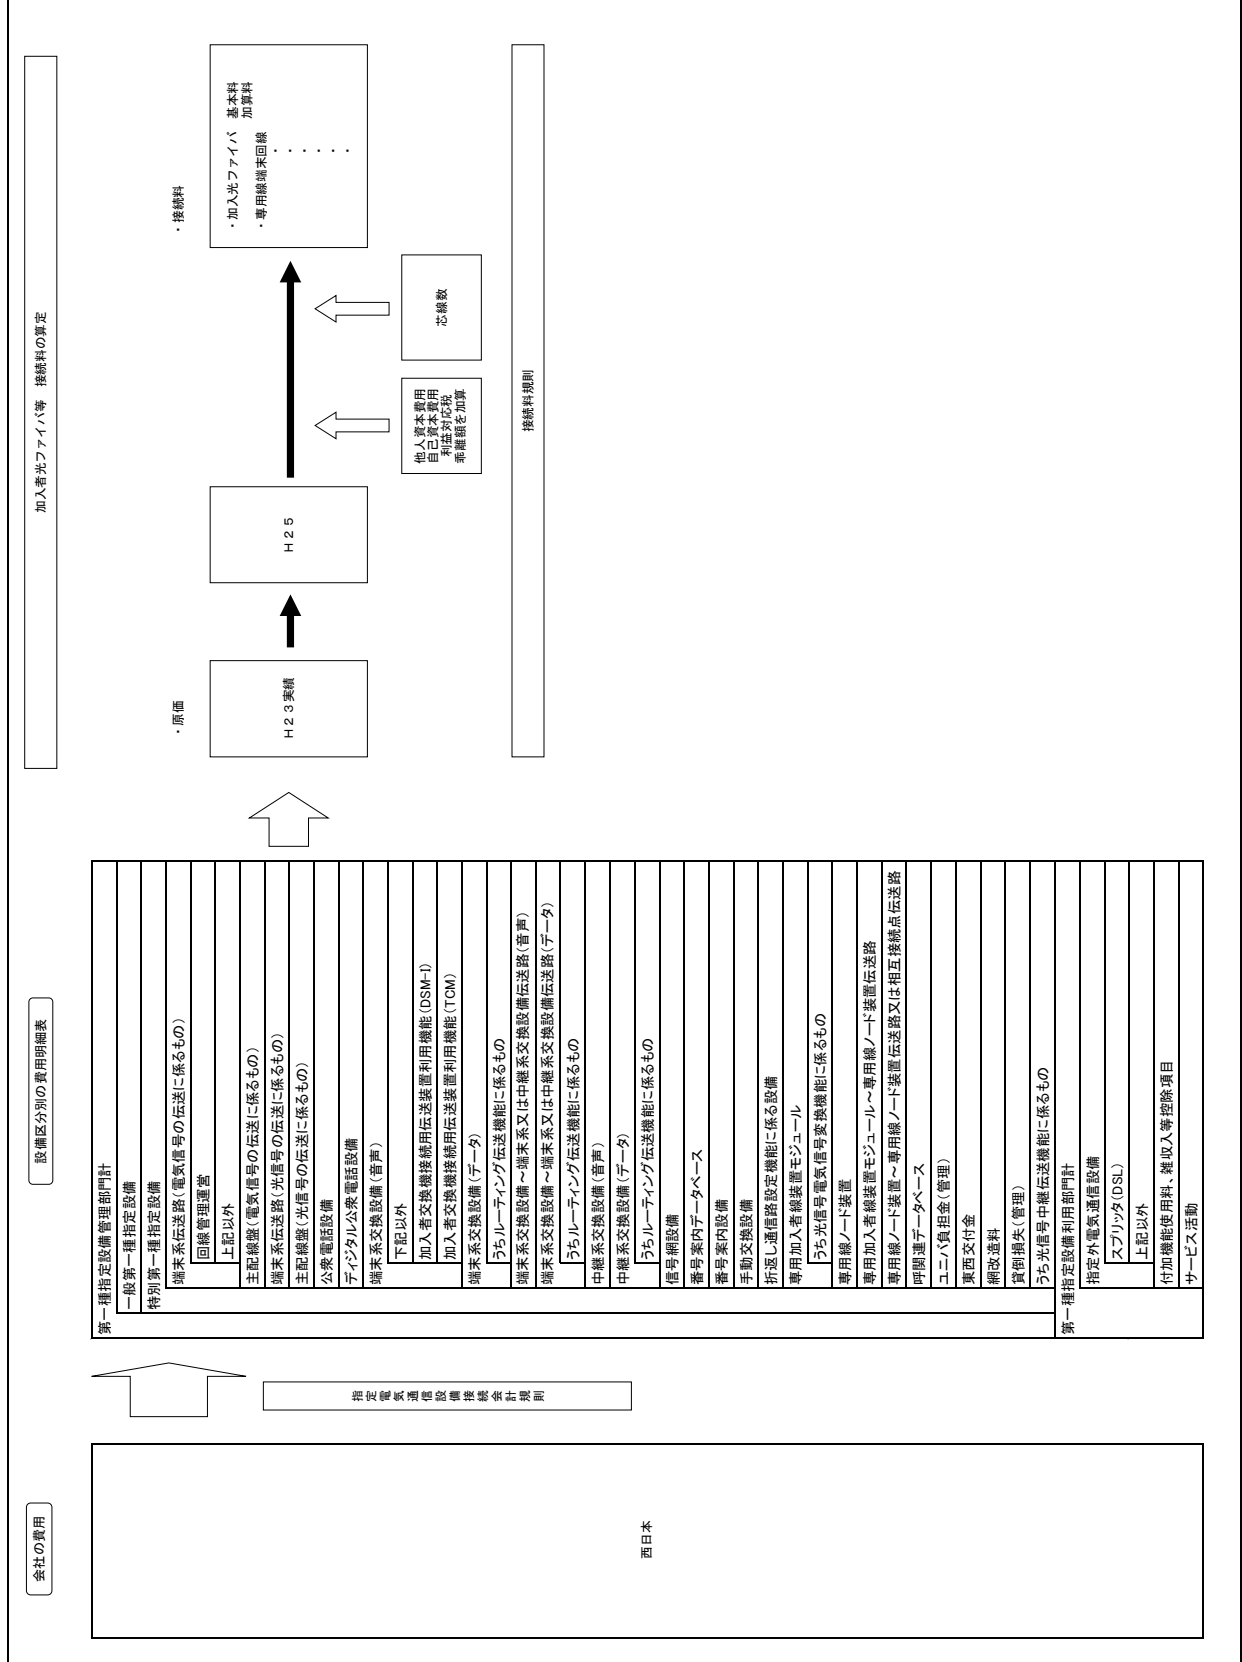 会社の費用
西日本
指定電気通信設備接続会計規則
設備区分別の費用明細表
第一種指定設備管理部門計
一般第一種指定設備
特別第一種指定設備
端末系伝送路(電気信号の伝送に係るもの)
回線管理運営
上記以外
主配線盤(電気信号の伝送に係るもの)
端末系伝送路(光信号の伝送に係るもの)
主配線盤(光信号の伝送に係るもの)
公衆電話設備
ディジタル公衆電話設備
端末系交換設備(音声)
下記以外
加入者交換機接続用伝送装置利用機能(DSM-I)
加入者交換機接続用伝送装置利用機能(TCM)
端末系交換設備(データ)
うちルーティング伝送機能に係るもの
端末系交換設備~端末系又は中継系交換設備伝送路(音声)
端末系交換設備~端末系又は中継系交換設備伝送路(データ)
うちルーティング伝送機能に係るもの
中継系交換設備(音声)
中継系交換設備(データ)
うちルーティング伝送機能に係るもの
信号網設備
番号案内データベース
番号案内設備
手動交換設備
折返し通信路設定機能に係る設備
専用加入者線装置モジュール
うち光信号電気信号変換機能に係るもの
専用線ノード装置
専用加入者線装置モジュール~専用線ノード装置伝送路
専用線ノード装置~専用線ノード装置伝送路又は相互接続点伝送路
呼関連データベース
ユニバ負担金(管理)
東西交付金
網改造料
貸倒損失(管理)
うち光信号中継伝送機能に係るもの
第一種指定設備利用部門計
指定外電気通信設備
スプリッタ(DSL)
上記以外
付加機能使用料、雑収入等控除項目
サービス活動
加入者光ファイバ等 接続料の算定
・原価
H23実績
H25
他人資本費用
自己資本費用
利益対応税
乖離額を加算
芯線数
・接続料
・加入光ファイバ 基本料
加算料
・専用線端末回線
・
・
・
・
・
・
接続料規則